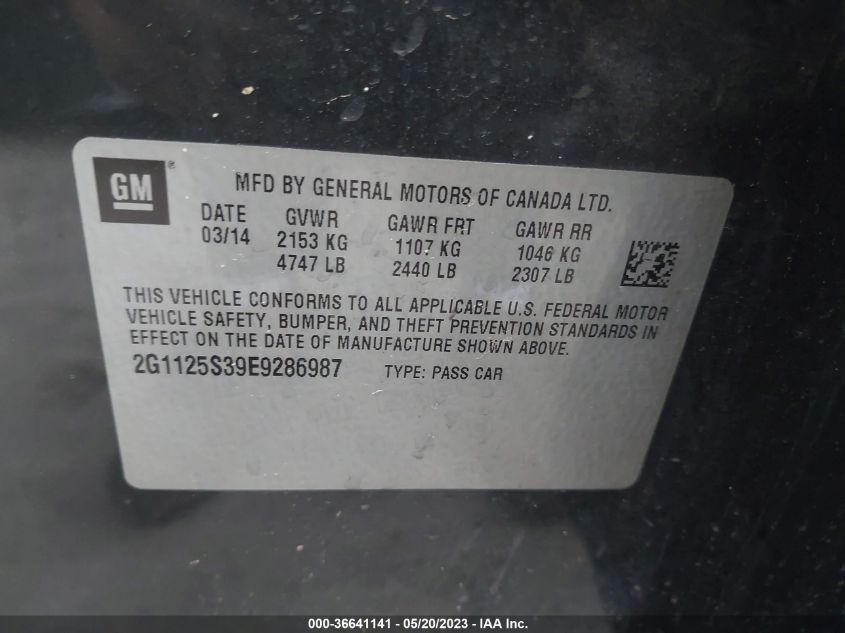 GM®
MFD BY GENERAL MOTORS OF CANADA LTD.
DATE GVWR GAWR FRT GAWR RR
03/14 2153 KG 1107 KG 1046 KG
4747 LB 2440 LB 2307 LB
THIS VEHICLE CONFORMS TO ALL APPLICABLE U.S. FEDERAL MOTOR
VEHICLE SAFETY, BUMPER, AND THEFT PREVENTION STANDARDS IN
EFFECT ON THE DATE OF MANUFACTURE SHOWN ABOVE.
2G1125S39E9286987 TYPE: PASS CAR
000-36641141 - 05/20/2023 - IAA Inc.